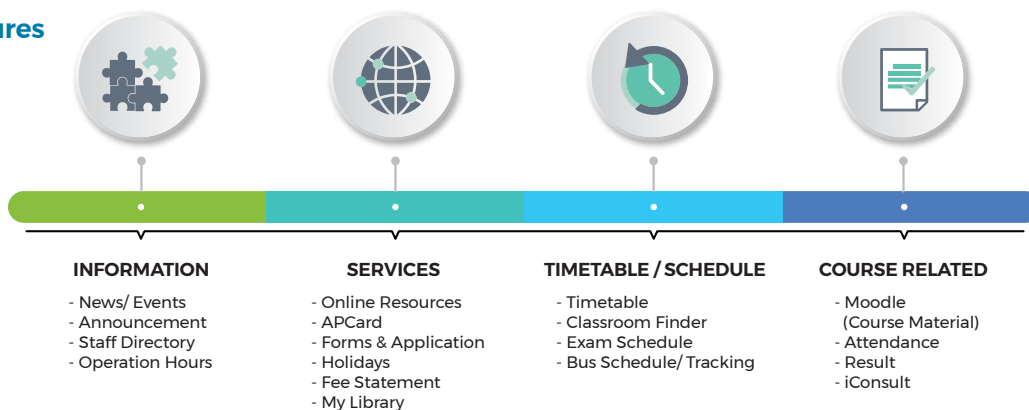 ures
INFORMATION
- News/ Events
- Announcement
- Staff Directory
- Operation Hours
SERVICES
- Online Resources
- APCard
- Forms & Application
- Holidays
- Fee Statement
- My Library
TIMETABLE / SCHEDULE
- Timetable
- Classroom Finder
- Exam Schedule
- Bus Schedule/ Tracking
COURSE RELATED
- Moodle
(Course Material)
- Attendance
- Result
- iConsult